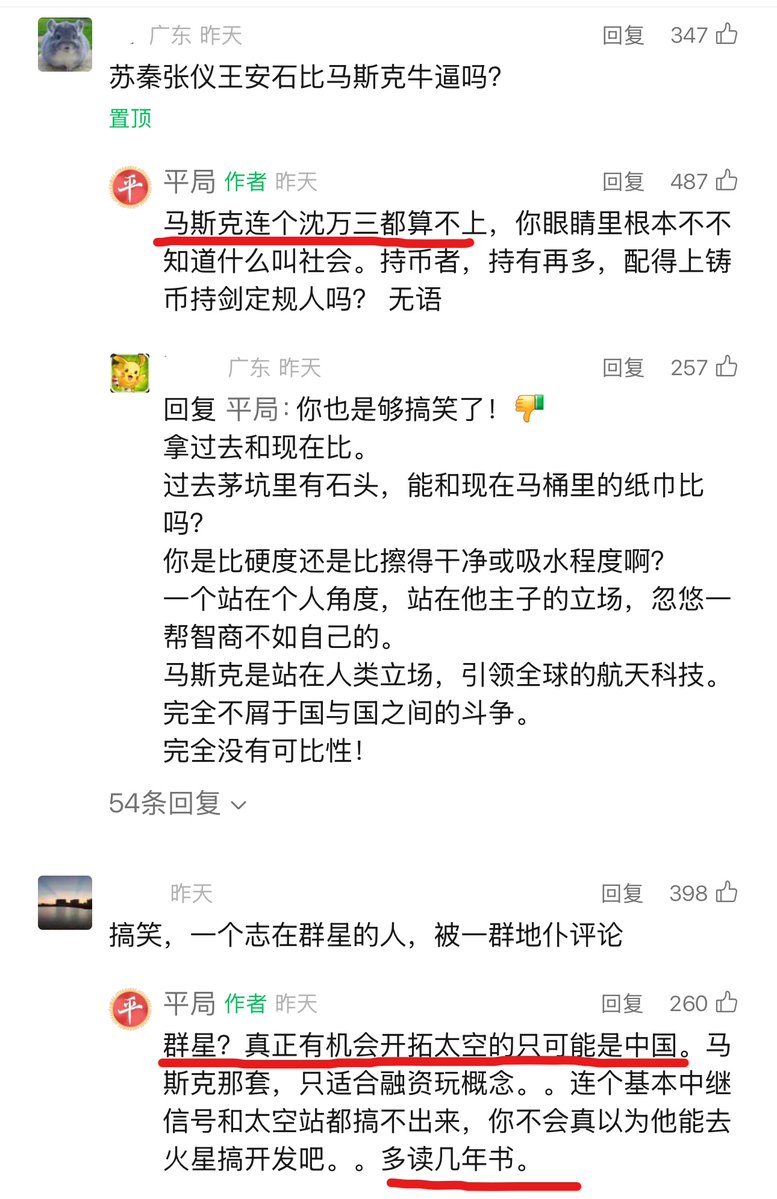 广东 昨天 回复 347
苏秦张仪王安石比马斯克牛逼吗?
置顶
平
平局 作者 昨天 回复 487
马斯克连个沈万三都算不上，你眼睛里根本不不
知道什么叫社会。持币者，持有再多，配得上铸
币持剑定规人吗? 无语
广东 昨天 回复 257
回复 平局: 你也是够搞笑了!
拿过去和现在比。
过去茅坑里有石头，能和现在马桶里的纸巾比
吗?
你是比硬度还是比擦得干净或吸水程度啊?
一个站在个人角度，站在他主子的立场，忽悠一
帮智商不如自己的。
马斯克是站在人类立场，引领全球的航天科技。
完全不屑于国与国之间的斗争。
完全没有可比性!
54条回复
昨天 回复 398
搞笑，一个志在群星的人，被一群地仆评论
平
平局 作者 昨天 回复 260
群星? 真正有机会开拓太空的只可能是中国。马
斯克那套，只适合融资玩概念。。连个基本中继
信号和太空站都搞不出来，你不会真以为他能去
火星搞开发吧。。多读几年书。